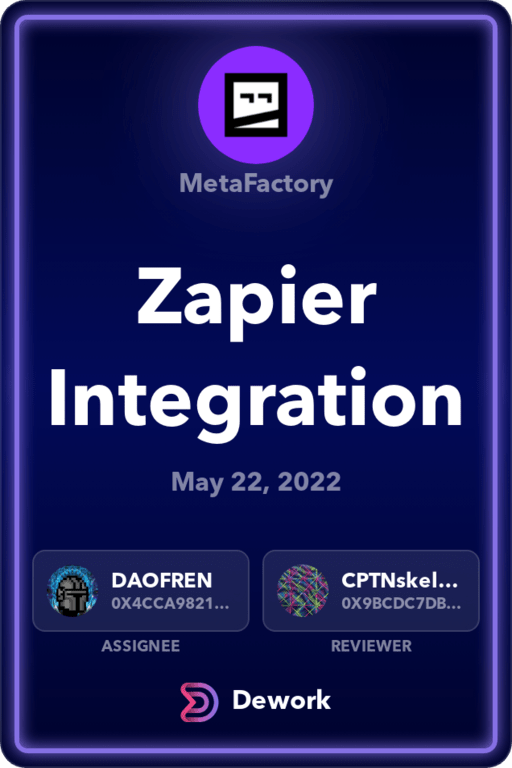 MetaFactory
Zapier
Integration
May 22, 2022
DAOFREN
0X4CCA9821...
ASSIGNEE
CPTNskel...
0X9BCDC7DB...
REVIEWER
Dework